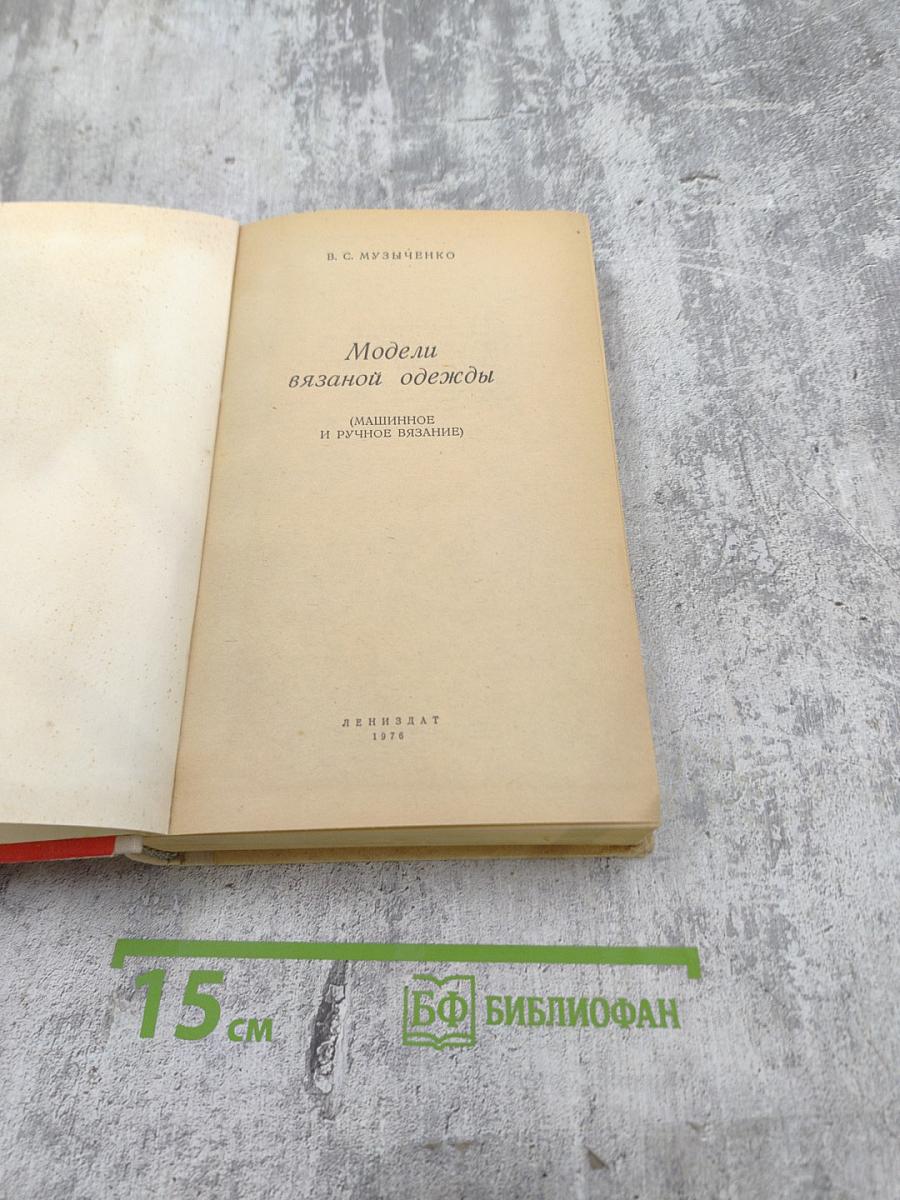 В. С. МУЗЫЧЕНКО
Модели
вязаной одежды
(МАШИННОЕ
И РУЧНОЕ ВЯЗАНИЕ)
ЛЕНИЗДАТ
1976
15 см
БФ БИБЛИОФАН